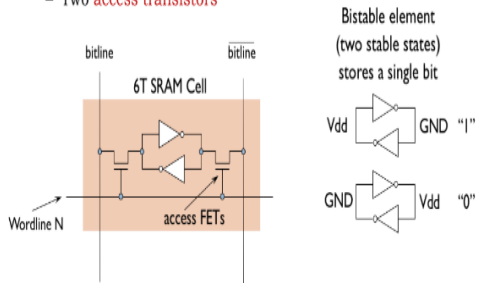 – Two access transistors
Bistable element
(two stable states)
stores a single bit
bitline
bitline
6T SRAM Cell
Vdd
GND "1"
GND
Vdd "0"
access FETs
Wordline N